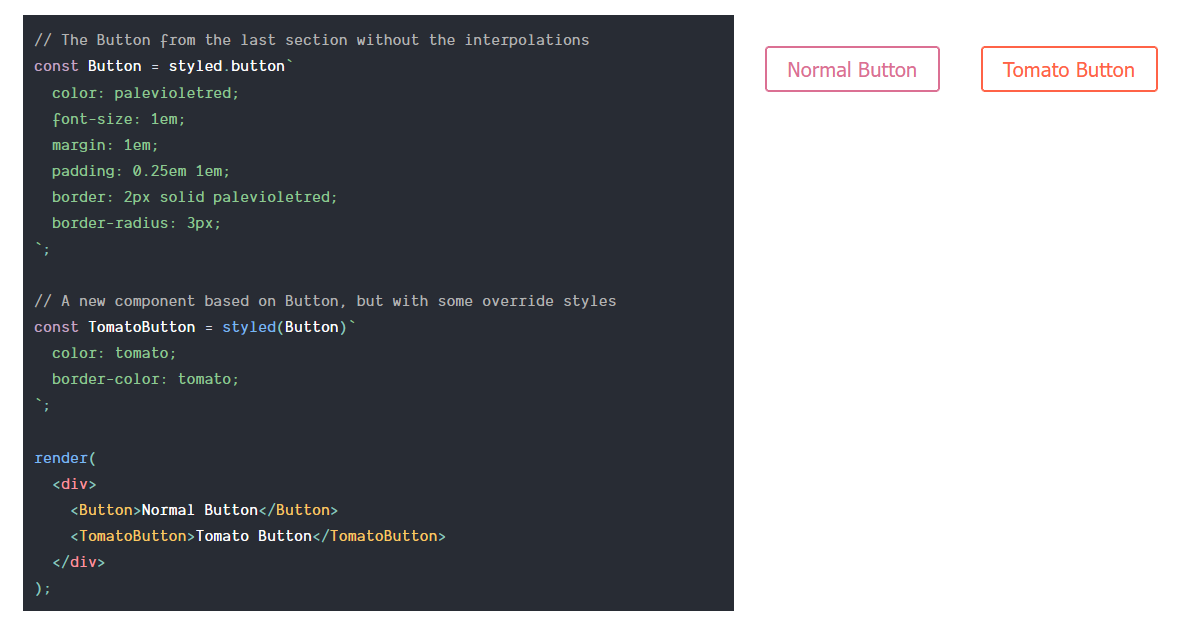 // The Button from the last section without the interpolations
const Button = styled.button`
  color: palevioletred;
  font-size: 1em;
  margin: 1em;
  padding: 0.25em 1em;
  border: 2px solid palevioletred;
  border-radius: 3px;
`;

// A new component based on Button, but with some override styles
const TomatoButton = styled(Button)`
  color: tomato;
  border-color: tomato;
`;

render(
  <div>
    <Button>Normal Button</Button>
    <TomatoButton>Tomato Button</TomatoButton>
  </div>
);
Normal Button
Tomato Button